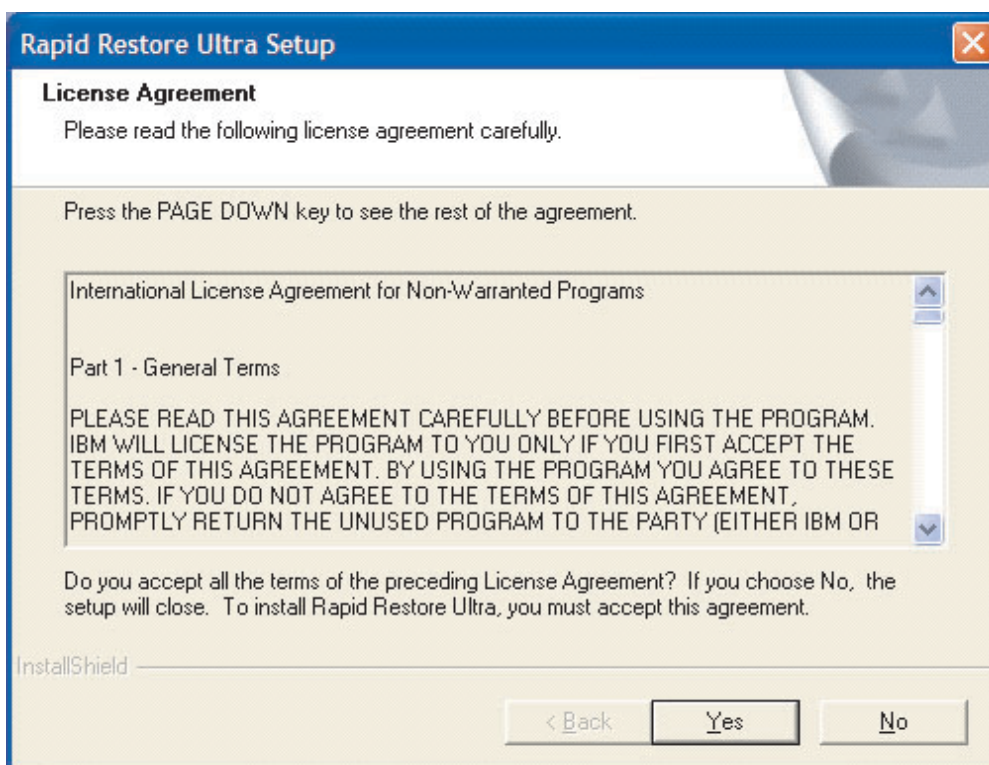 Rapid Restore Ultra Setup
License Agreement
Please read the following license agreement carefully.
Press the PAGE DOWN key to see the rest of the agreement.
International License Agreement for Non-Warranted Programs
Part 1 - General Terms
PLEASE READ THIS AGREEMENT CAREFULLY BEFORE USING THE PROGRAM.
IBM WILL LICENSE THE PROGRAM TO YOU ONLY IF YOU FIRST ACCEPT THE
TERMS OF THIS AGREEMENT. BY USING THE PROGRAM YOU AGREE TO THESE
TERMS. IF YOU DO NOT AGREE TO THE TERMS OF THIS AGREEMENT,
PROMPTLY RETURN THE UNUSED PROGRAM TO THE PARTY (EITHER IBM OR
Do you accept all the terms of the preceding License Agreement?  If you choose No,  the
setup will close.  To install Rapid Restore Ultra, you must accept this agreement.
InstallShield
< Back
Yes
No